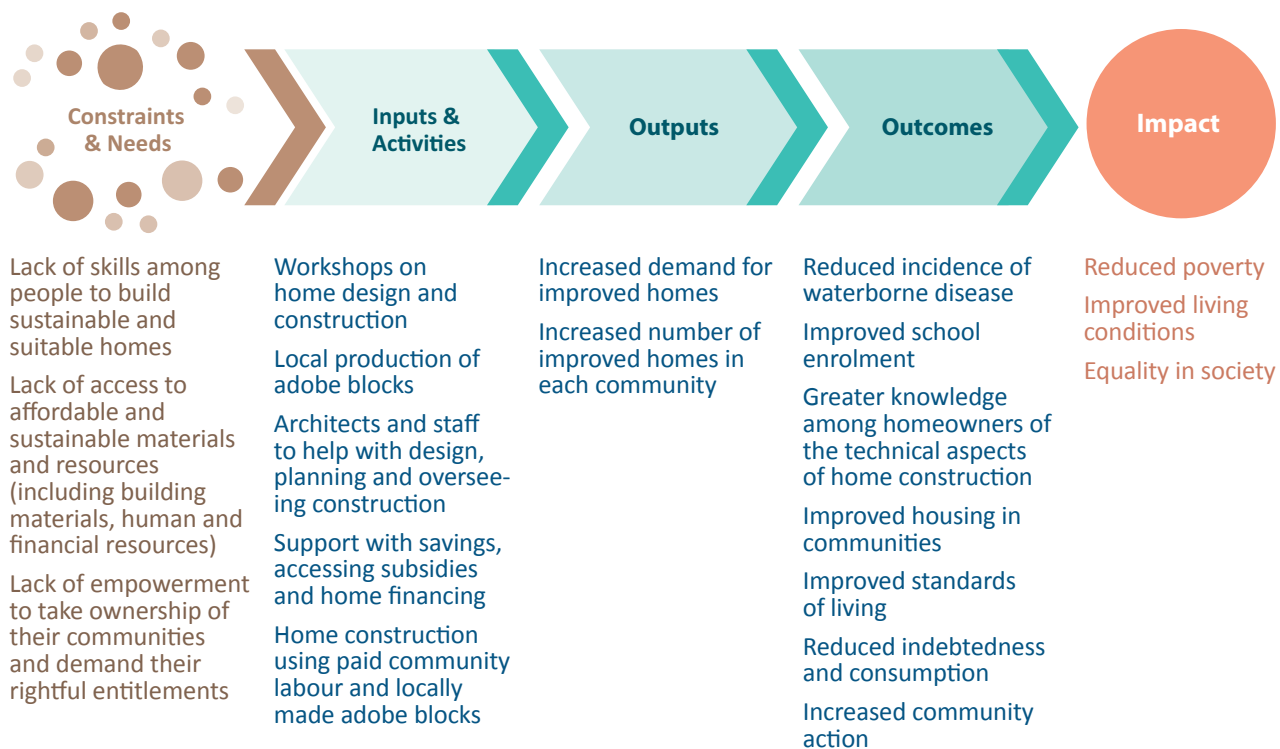 Constraints
& Needs
Inputs &
Activities
Outputs
Outcomes
Impact
Lack of skills among
people to build
sustainable and
suitable homes
Lack of access to
affordable and
sustainable materials
and resources
(including building
materials, human and
financial resources)
Lack of empowerment
to take ownership of
their communities
and demand their
rightful entitlements
Workshops on
home design and
construction
Local production of
adobe blocks
Architects and staff
to help with design,
planning and oversee-
ing construction
Support with savings,
accessing subsidies
and home financing
Home construction
using paid community
labour and locally
made adobe blocks
Increased demand for
improved homes
Increased number of
improved homes in
each community
Reduced incidence of
waterborne disease
Improved school
enrolment
Greater knowledge
among homeowners of
the technical aspects
of home construction
Improved housing in
communities
Improved standards
of living
Reduced indebtedness
and consumption
Increased community
action
Reduced poverty
Improved living
conditions
Equality in society